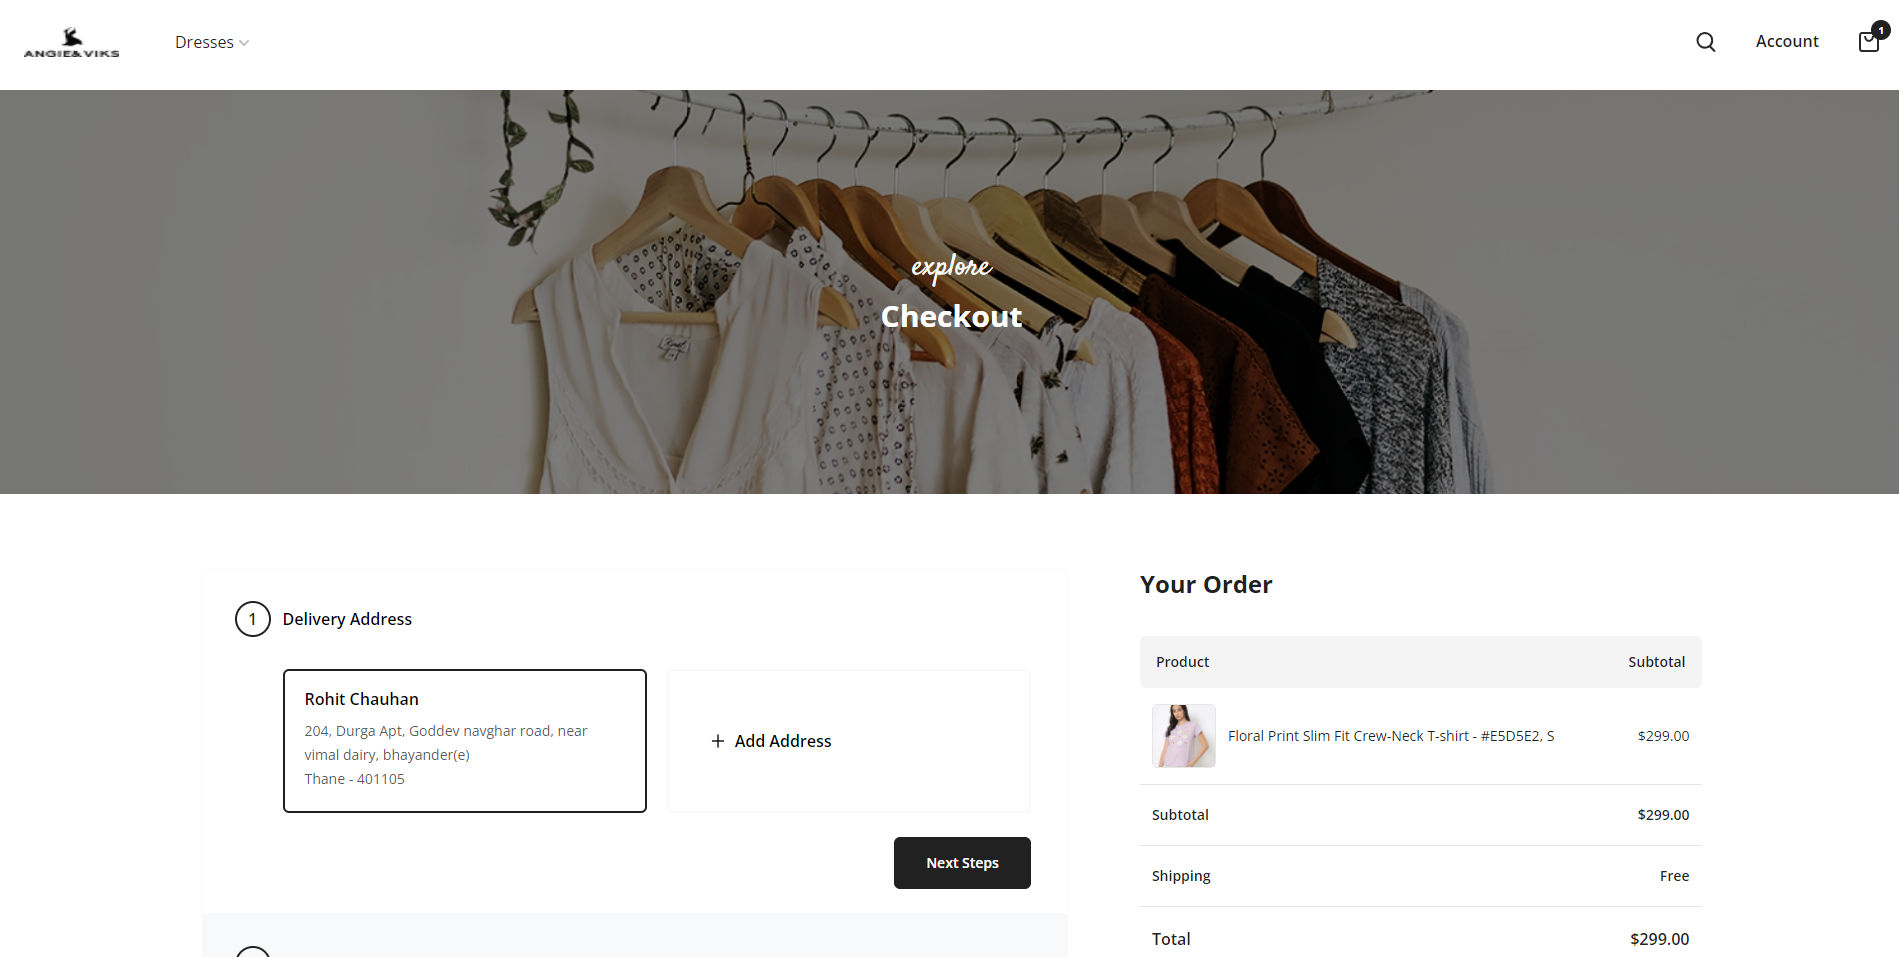 ANGIE&VIKS
Dresses
Account
1
explore
Checkout
1 Delivery Address
Rohit Chauhan
204, Durga Apt, Goddev navghar road, near
vimal dairy, bhayander(e)
Thane - 401105
+ Add Address
Next Steps
Your Order
Product Subtotal
Floral Print Slim Fit Crew-Neck T-shirt - #E5D5E2, S $299.00
Subtotal $299.00
Shipping Free
Total $299.00